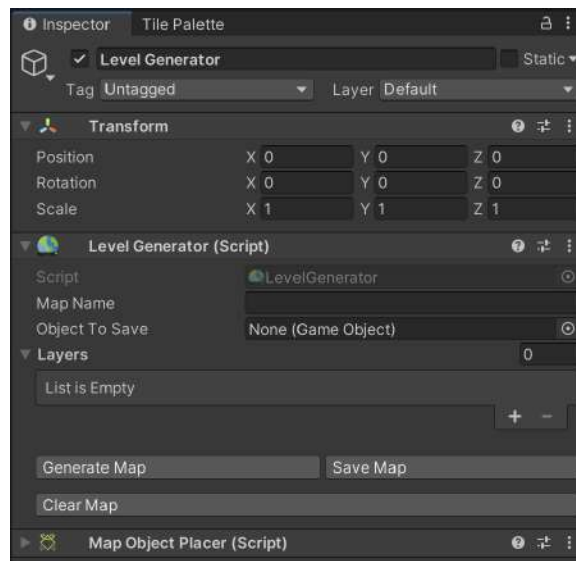 Inspector Tile Palette
Level Generator Static
Tag Untagged Layer Default
Transform
Position X 0 Y 0 Z 0
Rotation X 0 Y 0 Z 0
Scale X 1 Y 1 Z 1
Level Generator (Script)
Script LevelGenerator
Map Name
Object To Save None (Game Object)
Layers 0
List is Empty
+ −
Generate Map Save Map
Clear Map
Map Object Placer (Script)